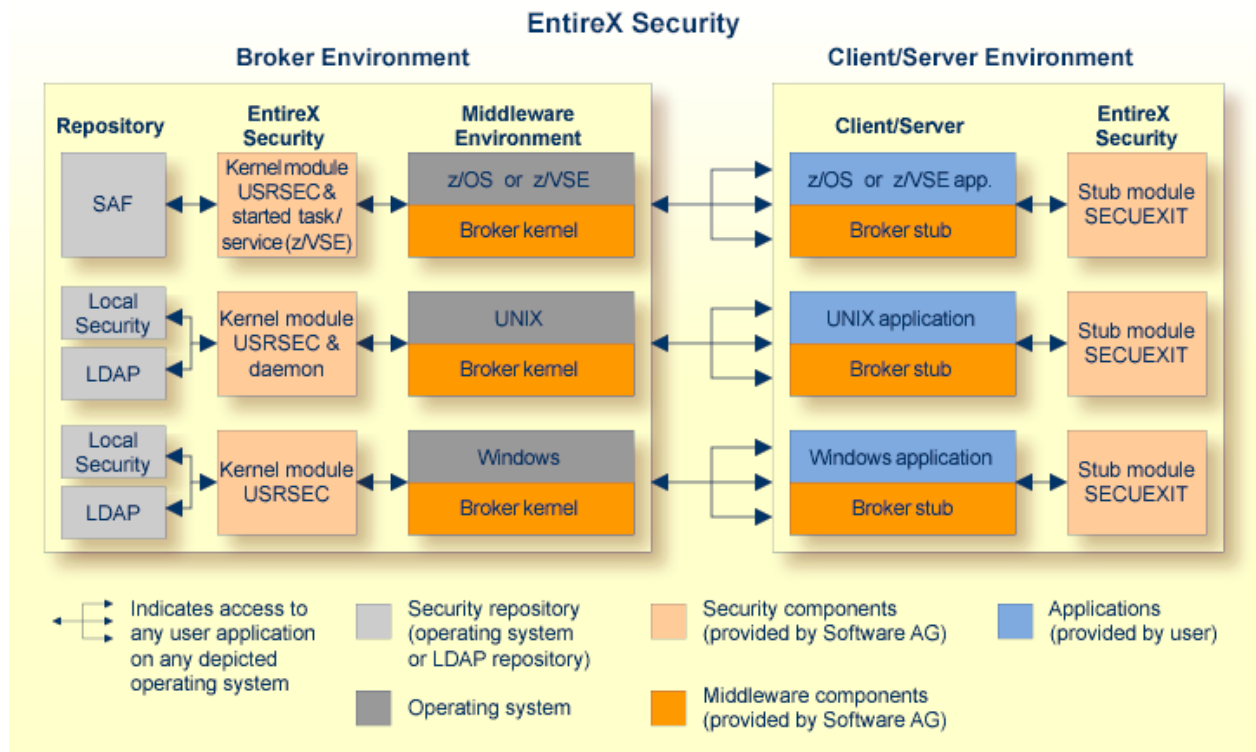 EntireX Security
Broker Environment
Client/Server Environment
Repository
EntireX
Security
Middleware
Environment
Client/Server
EntireX
Security
SAF
Kernel module
USRSEC &
started task/
service (z/VSE)
z/OS or z/VSE
Broker kernel
z/OS or z/VSE app.
Broker stub
Stub module
SECUEXIT
Local
Security
LDAP
Kernel module
USRSEC &
daemon
UNIX
Broker kernel
UNIX application
Broker stub
Stub module
SECUEXIT
Local
Security
LDAP
Kernel module
USRSEC
Windows
Broker kernel
Windows application
Broker stub
Stub module
SECUEXIT
Indicates access to
any user application
on any depicted
operating system
Security repository
(operating system
or LDAP repository)
Operating system
Security components
(provided by Software AG)
Middleware components
(provided by Software AG)
Applications
(provided by user)